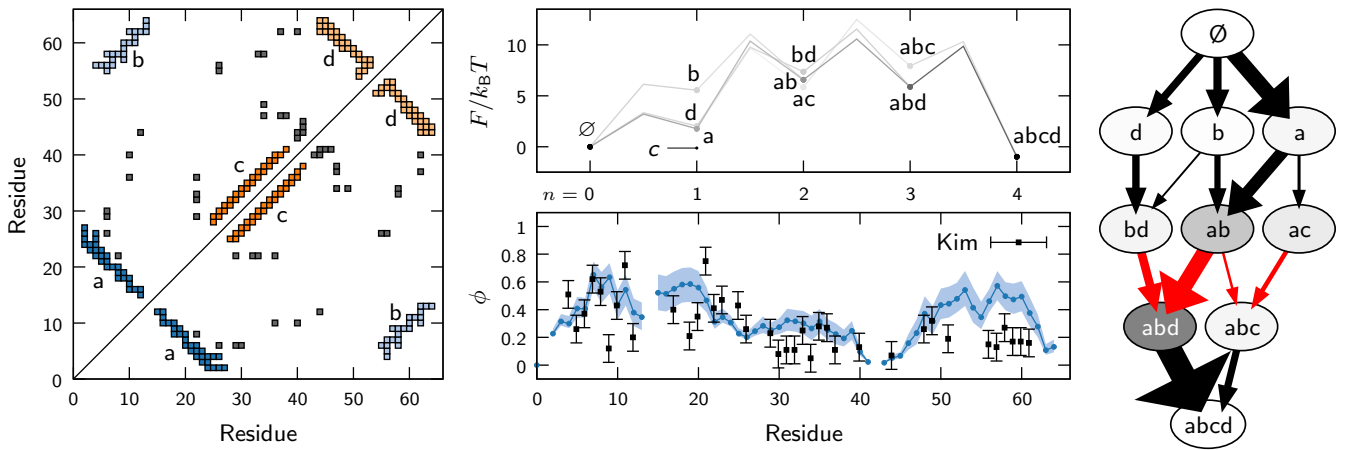 Residue
60
50
40
30
20
10
0
b
d
d
c
c
a
b
a
0 10 20 30 40 50 60
Residue
F/k_BT
10
5
0
∅
b
d
a
c
bd
ab
ac
abc
abd
abcd
n = 0 1 2 3 4
ϕ
1
0.8
0.6
0.4
0.2
0
Kim
0 10 20 30 40 50 60
Residue
∅
d b a
bd ab ac
abd abc
abcd